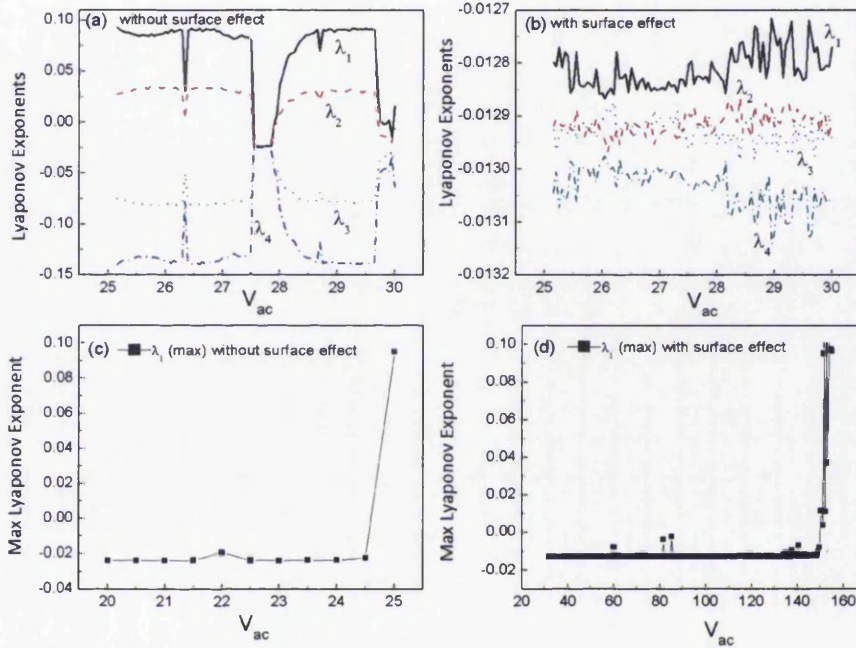 (a) without surface effect
Lyaponov Exponents
0.10
0.05
0.00
-0.05
-0.10
-0.15
λ1
λ2
λ3
λ4
25 26 27 28 29 30
Vac
(b) with surface effect
Lyaponov Exponents
-0.0127
-0.0128
-0.0129
-0.0130
-0.0131
-0.0132
λ1
λ2
λ3
λ4
25 26 27 28 29 30
Vac
(c) λ1 (max) without surface effect
Max Lyaponov Exponent
0.10
0.08
0.06
0.04
0.02
0.00
-0.02
-0.04
20 21 22 23 24 25
Vac
(d) λ1 (max) with surface effect
Max Lyaponov Exponent
0.10
0.08
0.06
0.04
0.02
0.00
-0.02
20 40 60 80 100 120 140 160
Vac